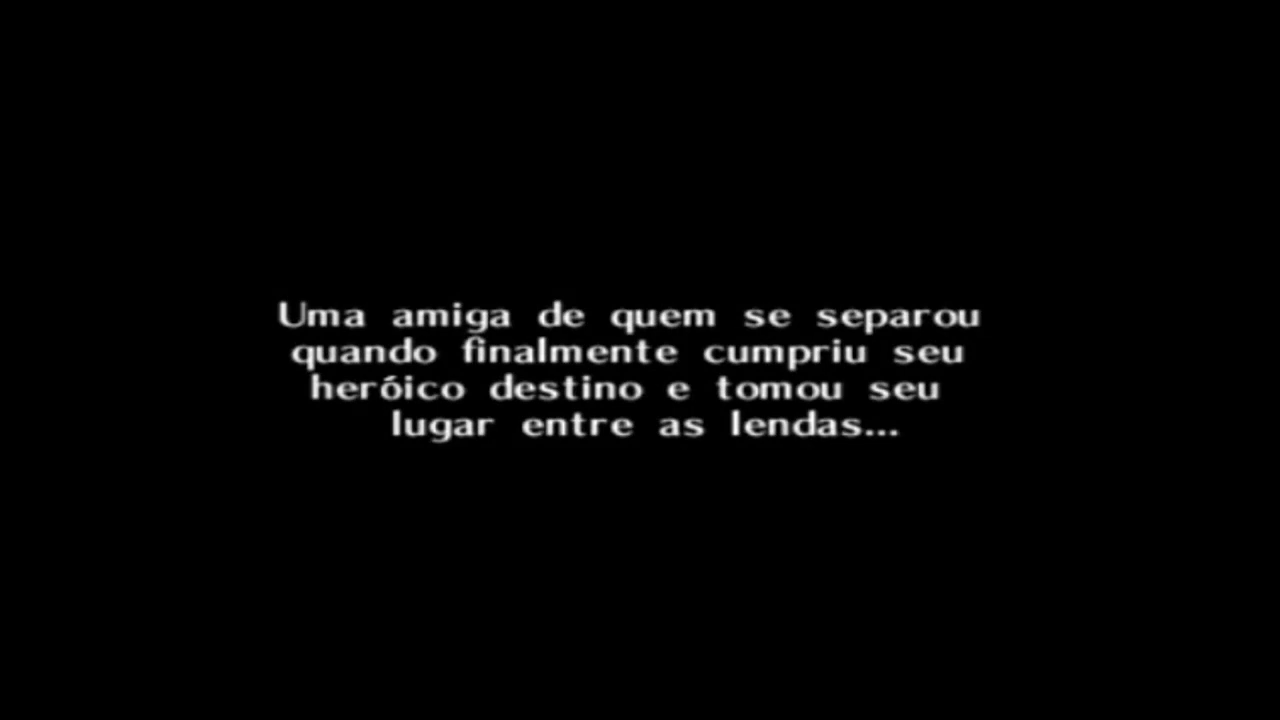 Uma amiga de quem se separou
quando finalmente cumpriu seu
heróico destino e tomou seu
lugar entre as lendas...